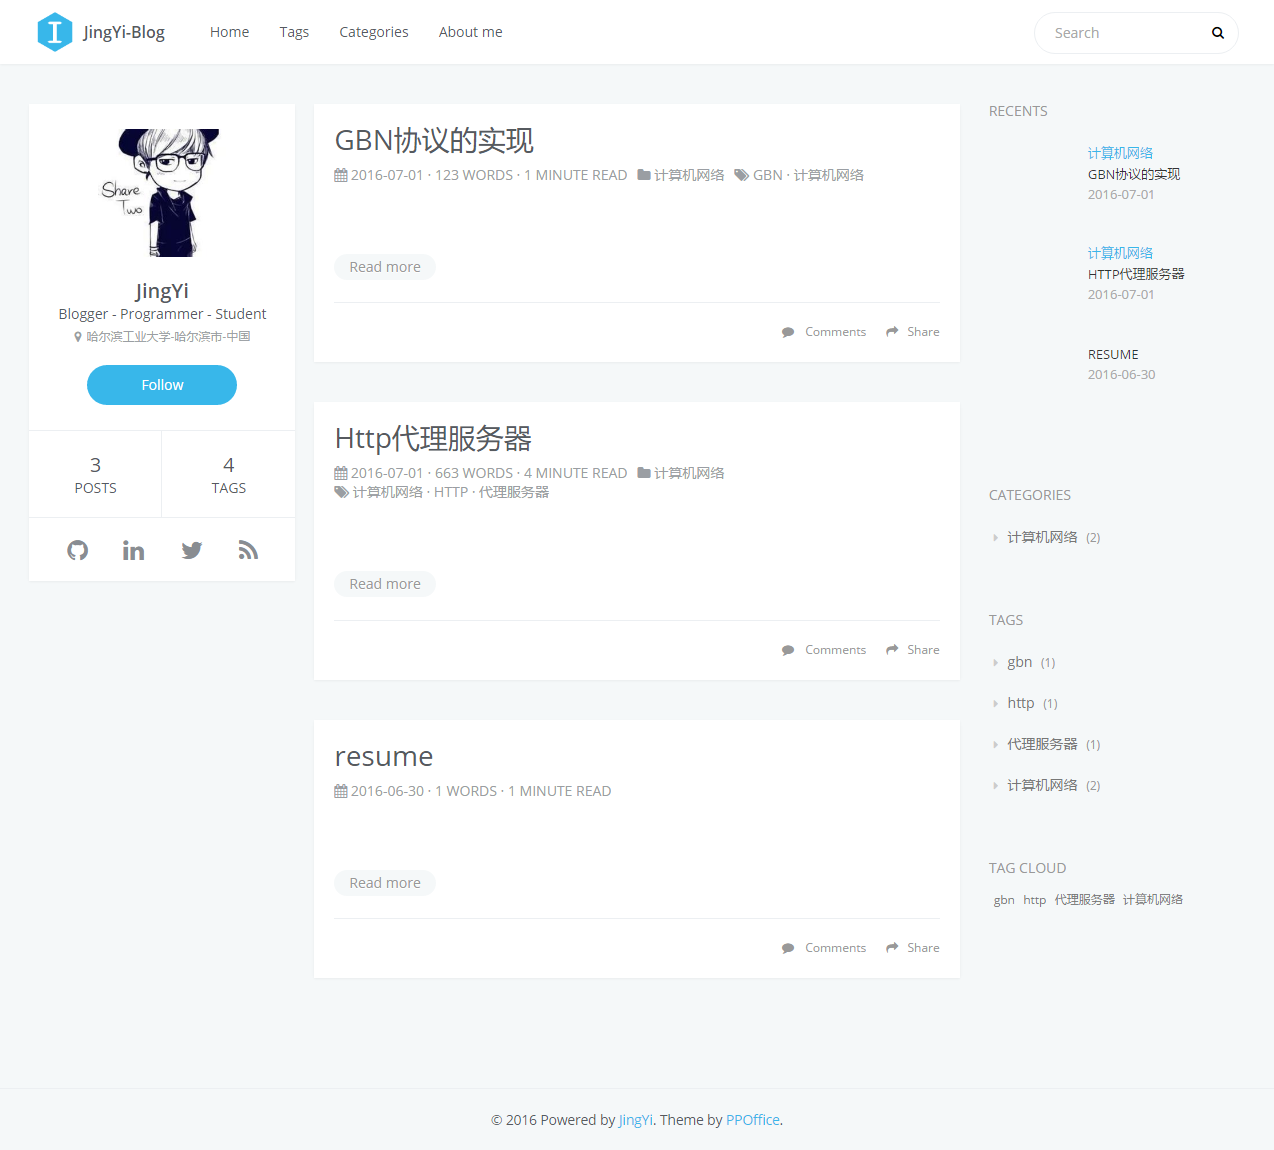 JingYi-Blog Home Tags Categories About me Search
Share
Two
JingYi
Blogger - Programmer - Student
哈尔滨工业大学-哈尔滨市-中国
Follow
3 4
POSTS TAGS
GBN协议的实现
2016-07-01 · 123 WORDS · 1 MINUTE READ 计算机网络 GBN · 计算机网络
Read more
Comments Share
Http代理服务器
2016-07-01 · 663 WORDS · 4 MINUTE READ 计算机网络
计算机网络 · HTTP · 代理服务器
Read more
Comments Share
resume
2016-06-30 · 1 WORDS · 1 MINUTE READ
Read more
Comments Share
RECENTS
计算机网络
GBN协议的实现
2016-07-01
计算机网络
HTTP代理服务器
2016-07-01
RESUME
2016-06-30
CATEGORIES
计算机网络 (2)
TAGS
gbn (1)
http (1)
代理服务器 (1)
计算机网络 (2)
TAG CLOUD
gbn http 代理服务器 计算机网络
© 2016 Powered by JingYi. Theme by PPOffice.